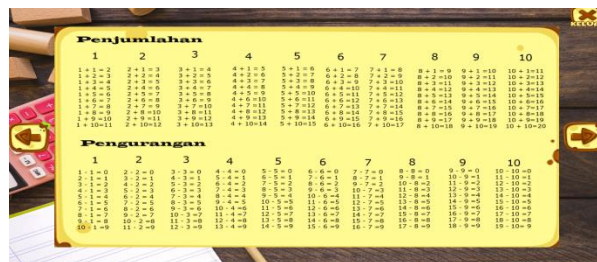 KELUAR
Penjumlahan
1 2 3 4 5 6 7 8 9 10
1 + 1 = 2 2 + 1 = 3 3 + 1 = 4 4 + 1 = 5 5 + 1 = 6 6 + 1 = 7 7 + 1 = 8 8 + 1 =9 9 + 1 =10 10 + 1=11
1 + 2 = 3 2 + 2 = 4 3 + 2 = 5 4 + 2 = 6 5 + 2 = 7 6 + 2 = 8 7 + 2 = 9 8 + 2 =10 9 + 2 =11 10 + 2=12
1 + 3 = 4 2 + 3 = 5 3 + 3 = 6 4 + 3 = 7 5 + 3 = 8 6 + 3 = 9 7 + 3 =10 8 + 3 =11 9 + 3 =12 10 + 3=13
1 + 4 = 5 2 + 4 = 6 3 + 4 = 7 4 + 4 = 8 5 + 4 = 9 6 + 4 =10 7 + 4 =11 8 + 4 =12 9 + 4 =13 10 + 4=14
1 + 5 = 6 2 + 5 = 7 3 + 5 = 8 4 + 5 = 9 5 + 5 =10 6 + 5 =11 7 + 5 =12 8 + 5 =13 9 + 5 =14 10 + 5=15
1 + 6 = 7 2 + 6 = 8 3 + 6 = 9 4 + 6 =10 5 + 6 =11 6 + 6 =12 7 + 6 =13 8 + 6 =14 9 + 6 =15 10 + 6=16
1 + 7 = 8 2 + 7 = 9 3 + 7 =10 4 + 7 =11 5 + 7 =12 6 + 7 =13 7 + 7 =14 8 + 7 =15 9 + 7 =16 10 + 7=17
1 + 8 = 9 2 + 8 =10 3 + 8 =11 4 + 8 =12 5 + 8 =13 6 + 8 =14 7 + 8 =15 8 + 8 =16 9 + 8 =17 10 + 8=18
1 + 9 =10 2 + 9 =11 3 + 9 =12 4 + 9 =13 5 + 9 =14 6 + 9 =15 7 + 9 =16 8 + 9 =17 9 + 9 =18 10 + 9=19
1 + 10=11 2 + 10=12 3 + 10=13 4 + 10=14 5 + 10=15 6 + 10=16 7 + 10=17 8 + 10=18 9 + 10=19 10 + 10=20
Pengurangan
1 2 3 4 5 6 7 8 9 10
1 - 1 = 0 2 - 2 =0 3 - 3 =0 4 - 4 =0 5 - 5 =0 6 - 6 =0 7 - 7 =0 8 - 8 =0 9 - 9 =0 10 - 10 =0
2 - 1 = 1 3 - 2 =1 4 - 3 =1 5 - 4 =1 6 - 5 =1 7 - 6 =1 8 - 7 =1 9 - 8 =1 10 - 9 =1 11 - 10 =1
3 - 1 = 2 4 - 2 =2 5 - 3 =2 6 - 4 =2 7 - 5 =2 8 - 6 =2 9 - 7 =2 10 - 8 =2 11 - 9 =2 12 - 10 =2
4 - 1 =3 5 - 2 =3 6 - 3 =3 7 - 4 =3 8 - 5 =3 9 - 6 =3 10 - 7 =3 11 - 8 =3 12 - 9 =3 13 - 10 =3
5 - 1 =4 6 - 2 =4 7 - 3 =4 8 - 4 =4 9 - 5 =4 10 - 6 =4 11 - 7 =4 12 - 8 =4 13 - 9 =4 14 - 10 =4
6 - 1 =5 7 - 2 =5 8 - 3 =5 9 - 4 =5 10 - 5 =5 11 - 6 =5 12 - 7 =5 13 - 8 =5 14 - 9 =5 15 - 10 =5
7 - 1 =6 8 - 2 =6 9 - 3 =6 10 - 4 =6 11 - 5 =6 12 - 6 =6 13 - 7 =6 14 - 8 =6 15 - 9 =6 16 - 10 =6
8 - 1 =7 9 - 2 =7 10 - 3 =7 11 - 4 =7 12 - 5 =7 13 - 6 =7 14 - 7 =7 15 - 8 =7 16 - 9 =7 17 - 10 =7
9 - 1 =8 10 - 2 =8 11 - 3 =8 12 - 4 =8 13 - 5 =8 14 - 6 =8 15 - 7 =8 16 - 8 =8 17 - 9 =8 18 - 10 =8
10 - 1 =9 11 - 2 =9 12 - 3 =9 13 - 4 =9 14 - 5 =9 15 - 6 =9 16 - 7 =9 17 - 8 =9 18 - 9 =9 19 - 10= 9